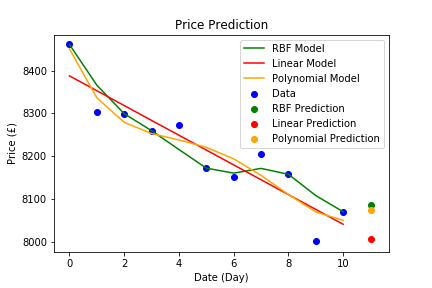 Price Prediction
RBF Model
Linear Model
Polynomial Model
Data
RBF Prediction
Linear Prediction
Polynomial Prediction
8400
8300
8200
8100
8000
Price (£)
0 2 4 6 8 10
Date (Day)